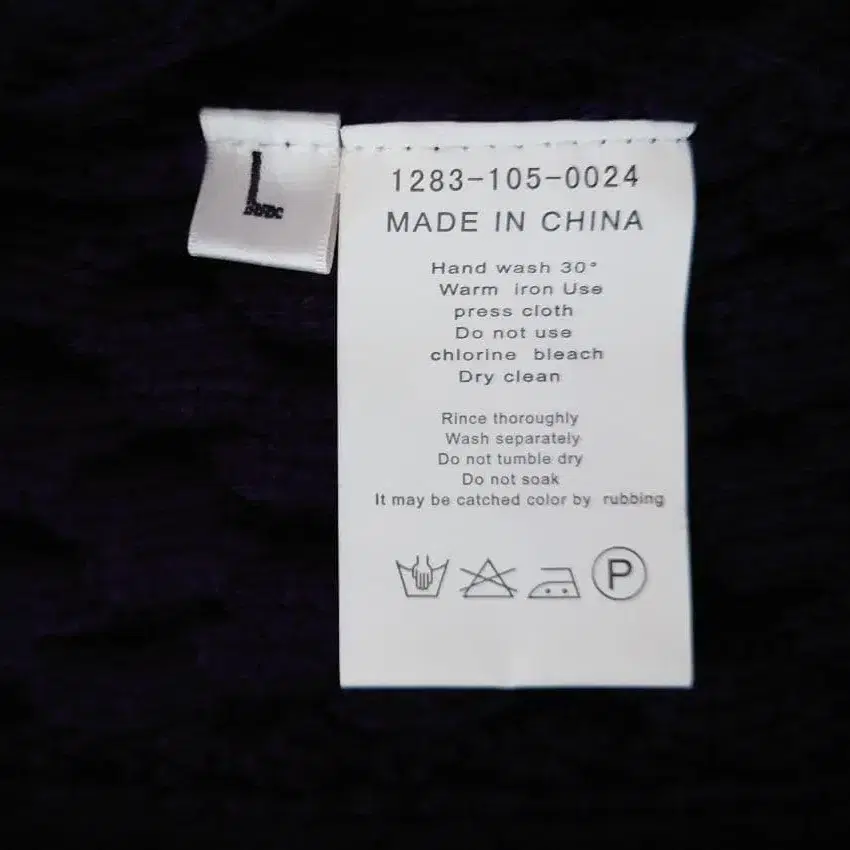 L
1283-105-0024
MADE IN CHINA
Hand wash 30°
Warm iron Use
press cloth
Do not use
chlorine bleach
Dry clean
Rince thoroughly
Wash separately
Do not tumble dry
Do not soak
It may be catched color by rubbing
P